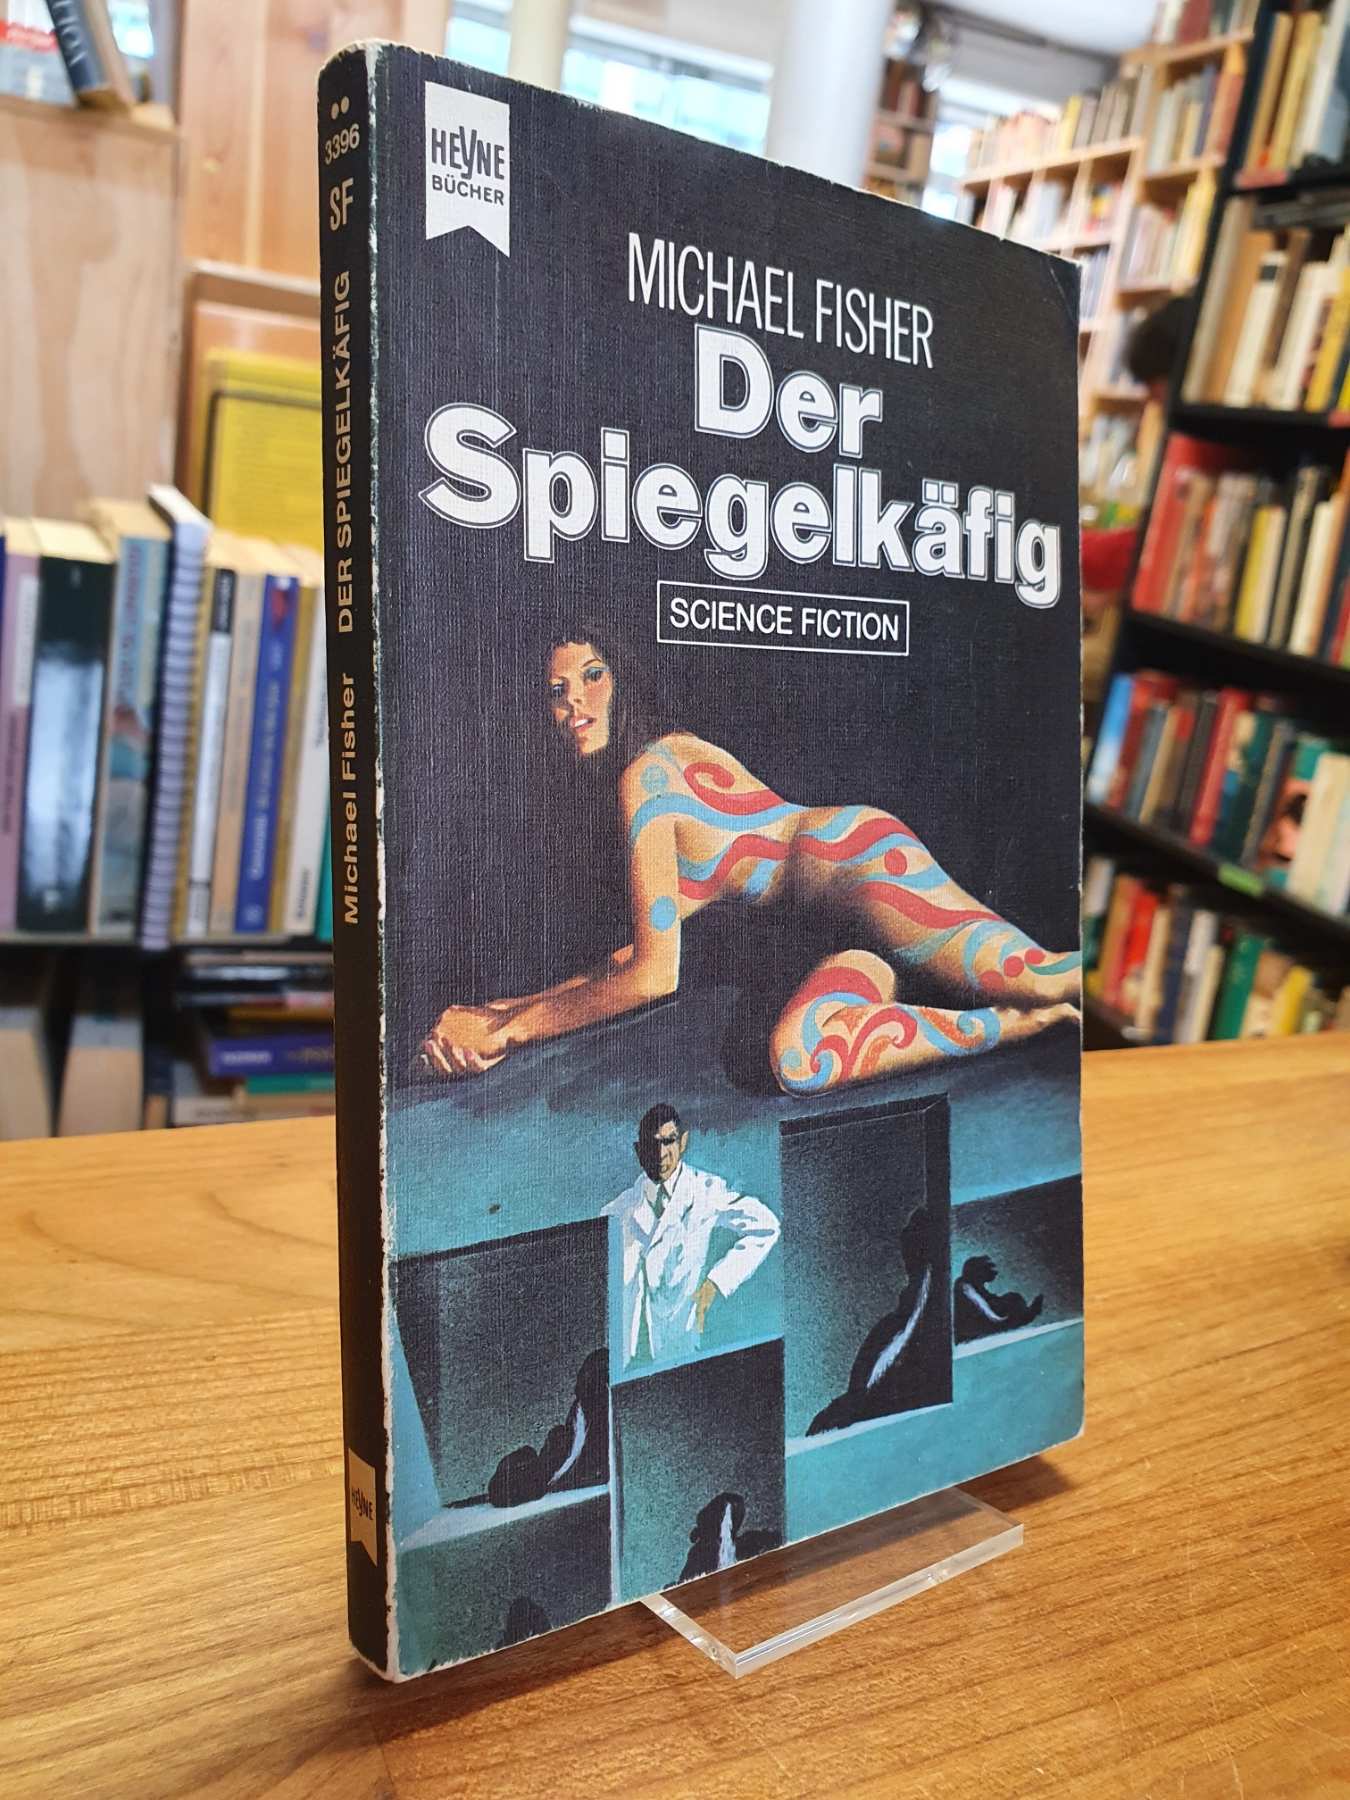 HEYNE
BÜCHER
MICHAEL FISHER
Der
Spiegelkäfig
SCIENCE FICTION
3396
SF
Michael Fisher DER SPIEGELKÄFIG
HEYNE